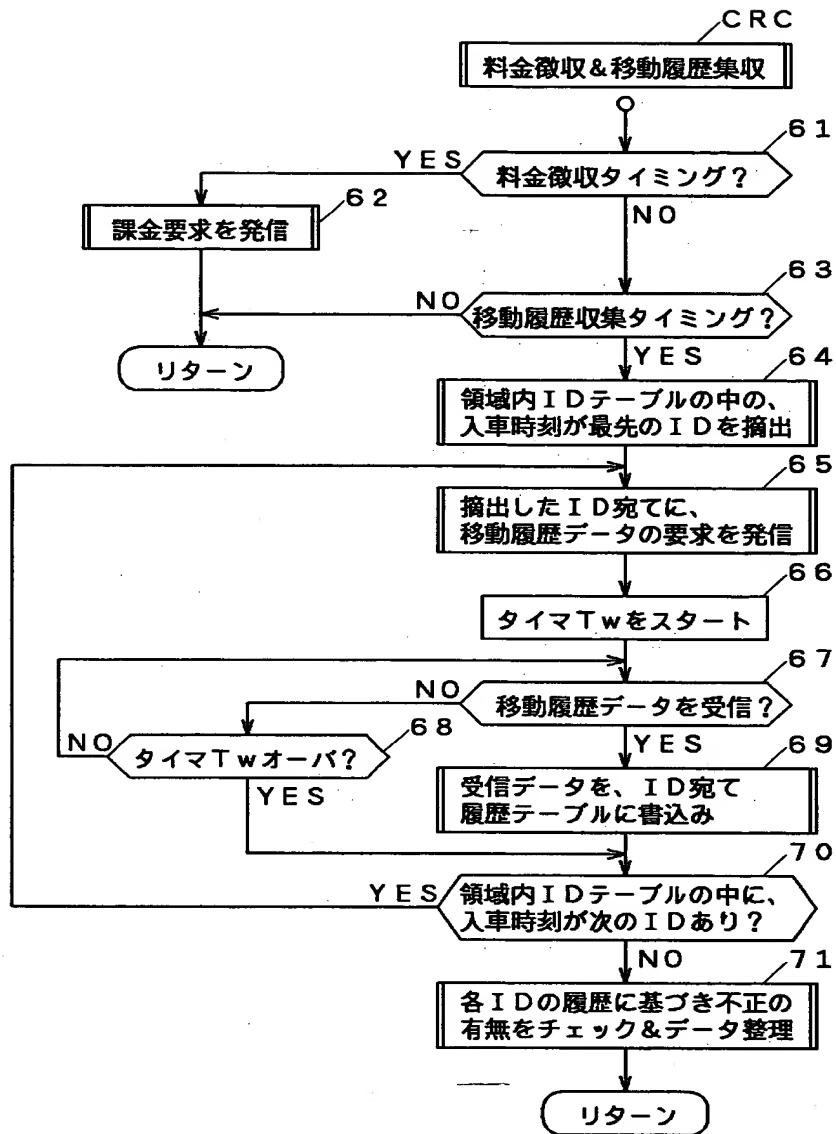 CRC
料金徴収&移動履歴集収
61
YES
料金徴収タイミング?
62
NO
課金要求を発信
63
NO
移動履歴収集タイミング?
リターン
YES
64
領域内IDテーブルの中の、
入車時刻が最先のIDを摘出
65
摘出したID宛てに、
移動履歴データの要求を発信
66
タイマTwをスタート
67
NO
移動履歴データを受信?
68
NO
タイマTwオーバ?
YES
YES
69
受信データを、ID宛て
履歴テーブルに書込み
70
YES
領域内IDテーブルの中に、
入車時刻が次のIDあり?
NO
71
各IDの履歴に基づき不正の
有無をチェック&データ整理
リターン